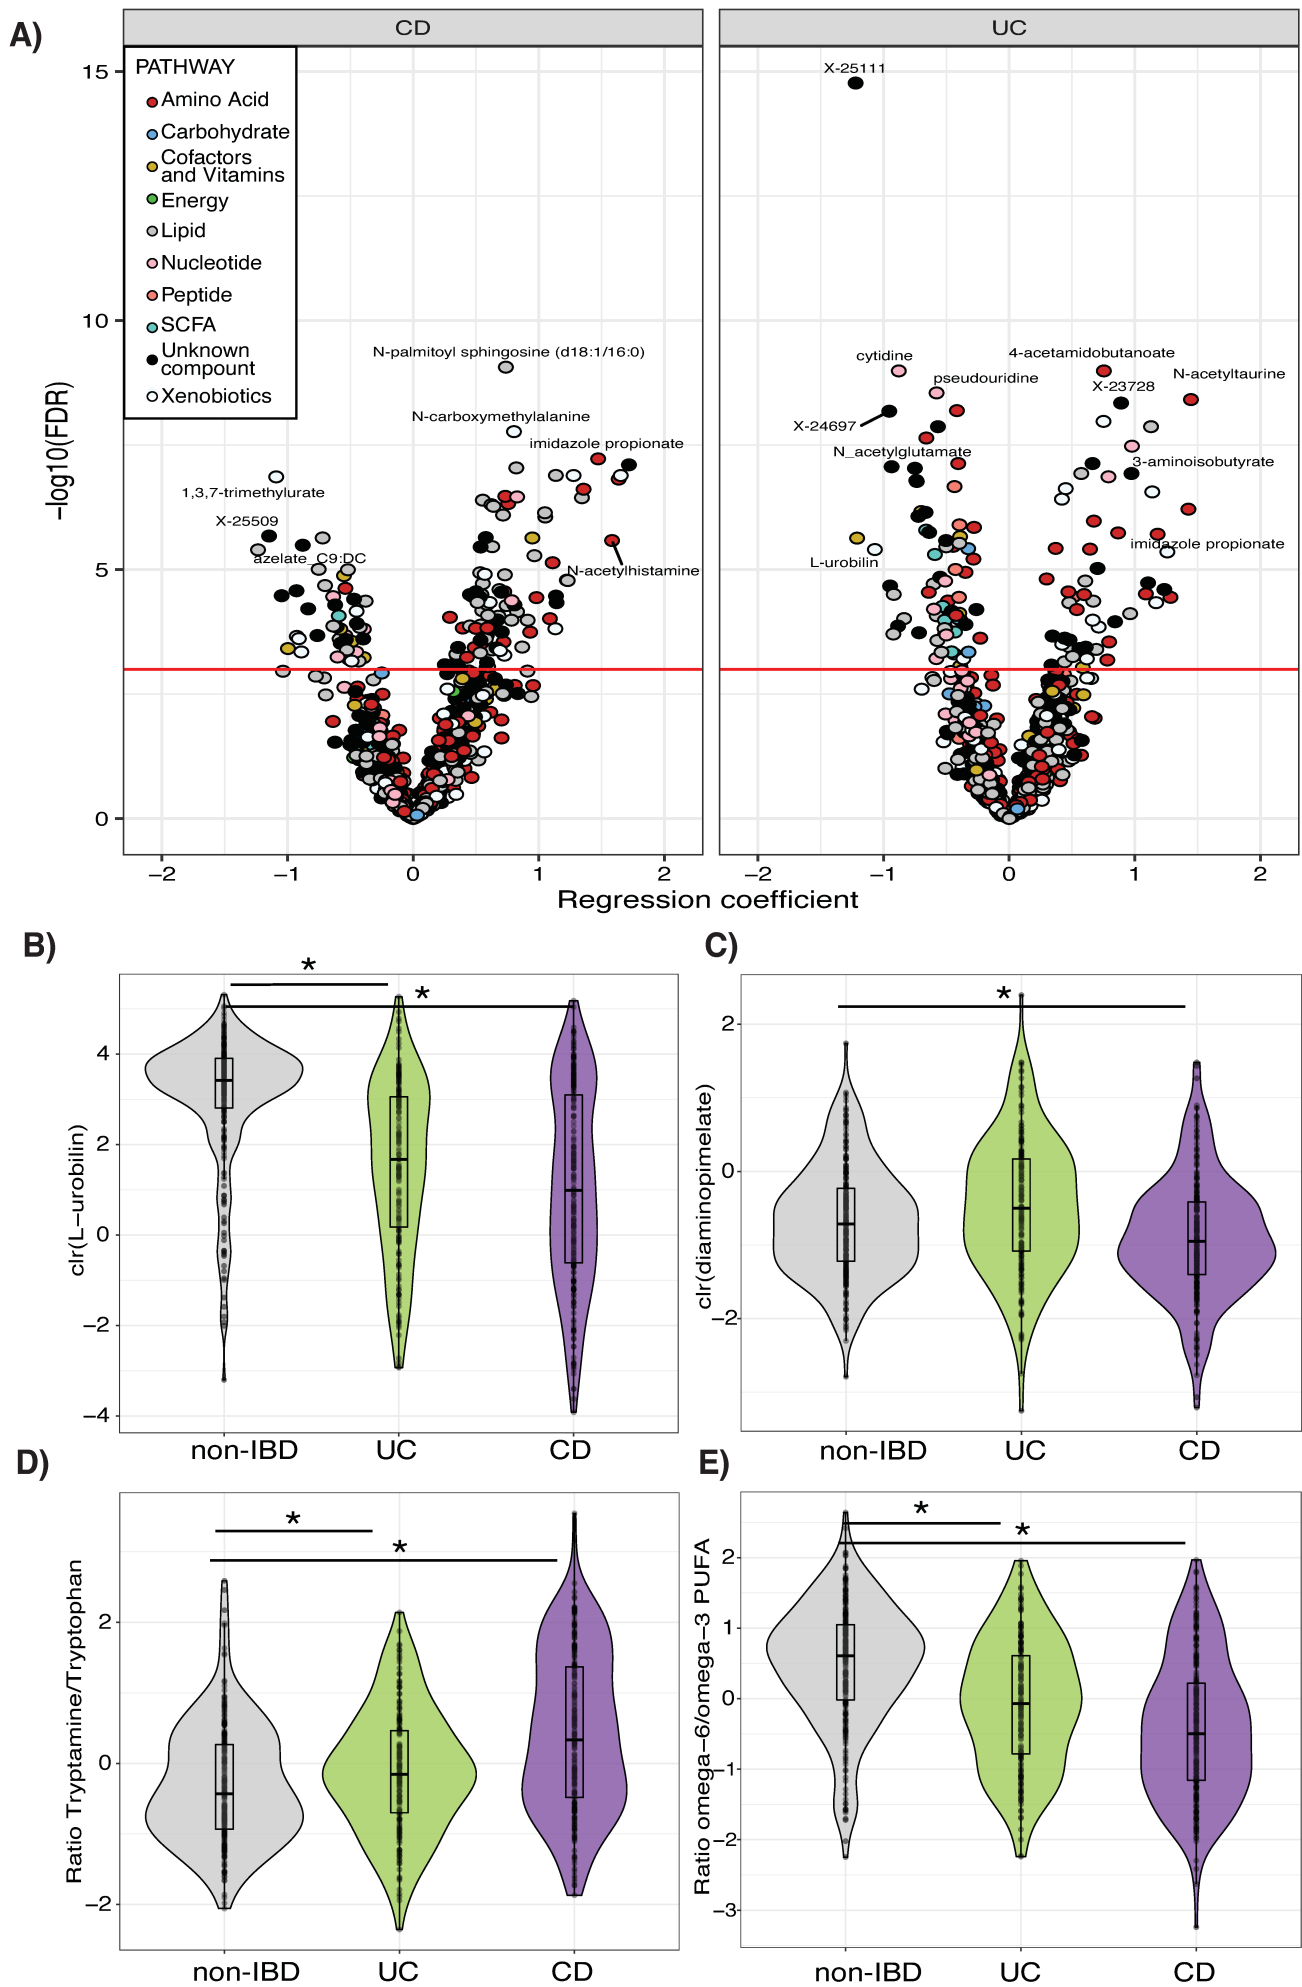 A)
CD
UC
PATHWAY
Amino Acid
Carbohydrate
Cofactors
and Vitamins
Energy
Lipid
Nucleotide
Peptide
SCFA
Unknown
compound
Xenobiotics
−log10(FDR)
15
10
5
0
N-palmitoyl sphingosine (d18:1/16:0)
N-carboxymethylalanine
imidazole propionate
1,3,7-trimethylurate
X-25509
azelate_C9:DC
N-acetylhistamine
X-25111
cytidine
4-acetamidobutanoate
pseudouridine
X-23728
N-acetyltaurine
X-24697
N_acetylglutamate
3-aminoisobutyrate
imidazole propionate
L-urobilin
−2
−1
0
1
2
−2
−1
0
1
2
Regression coefficient
B)
*
*
clr(L−urobilin)
4
2
0
−2
−4
non-IBD
UC
CD
C)
*
clr(diaminopimelate)
2
0
−2
non-IBD
UC
CD
D)
*
*
Ratio Tryptamine/Tryptophan
2
0
−2
non-IBD
UC
CD
E)
*
*
Ratio omega−6/omega−3 PUFA
2
1
0
−1
−2
−3
non-IBD
UC
CD